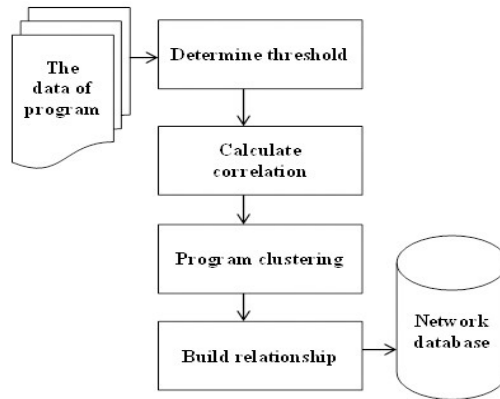 The
data of
program
Determine threshold
Calculate
correlation
Program clustering
Build relationship
Network
database